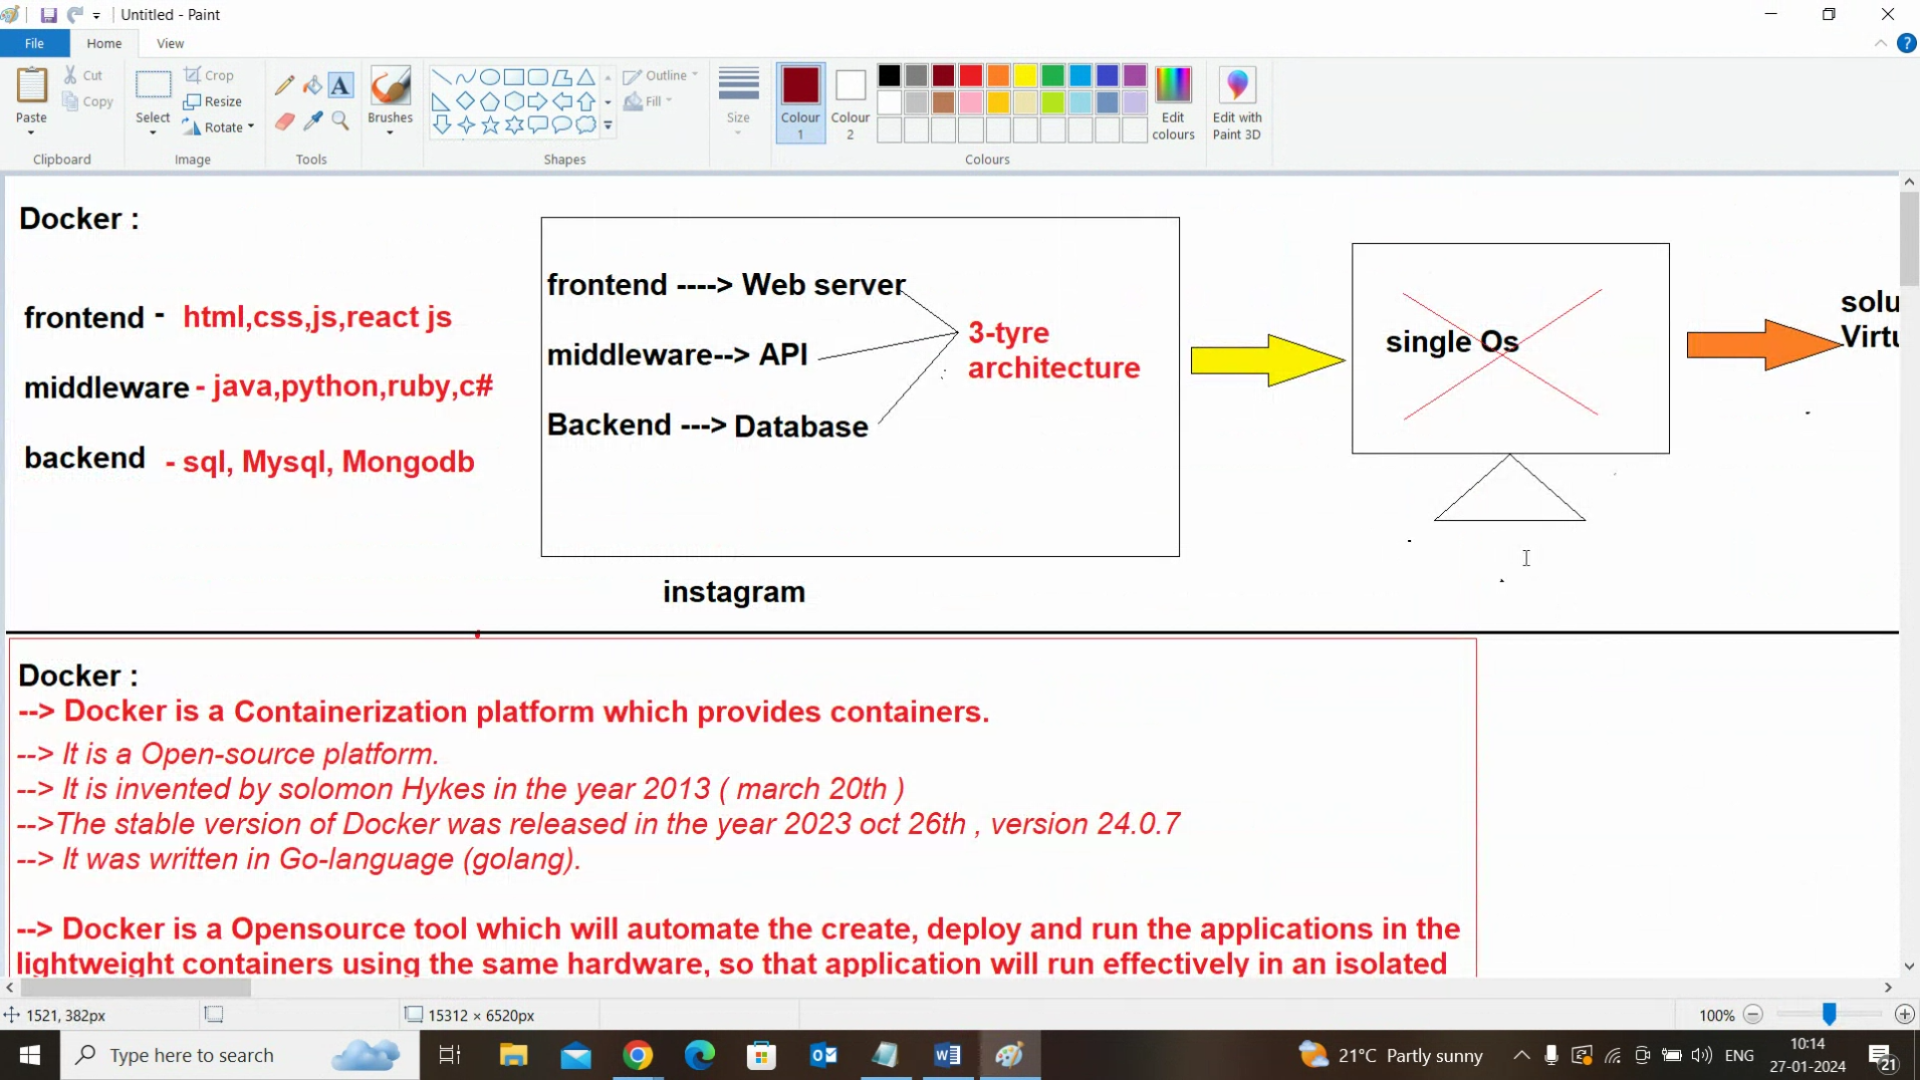 Untitled - Paint
File
Home
View
Paste
Cut
Copy
Clipboard
Select
Crop
Resize
Rotate
Image
A
Tools
Brushes
Shapes
Outline
Fill
Size
Colour 1
Colour 2
Edit colours
Edit with Paint 3D
Colours
Docker :
frontend - html,css,js,react js
middleware - java,python,ruby,c#
backend - sql, Mysql, Mongodb
frontend ----> Web server
middleware--> API
Backend ---> Database
3-tyre
architecture
instagram
single Os
solu
Virtu
Docker :
--> Docker is a Containerization platform which provides containers.
--> It is a Open-source platform.
--> It is invented by solomon Hykes in the year 2013 ( march 20th )
-->The stable version of Docker was released in the year 2023 oct 26th , version 24.0.7
--> It was written in Go-language (golang).
--> Docker is a Opensource tool which will automate the create, deploy and run the applications in the
lightweight containers using the same hardware, so that application will run effectively in an isolated
1521, 382px
15312 × 6520px
100%
Type here to search
21°C Partly sunny
ENG
10:14
27-01-2024
21